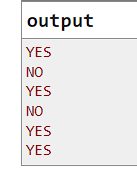 output
YES
NO
YES
NO
YES
YES